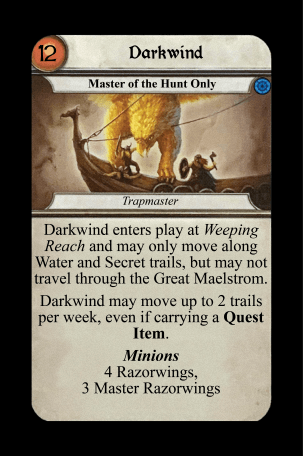 12
Darkwind
Master of the Hunt Only
Trapmaster
Darkwind enters play at Weeping
Reach and may only move along
Water and Secret trails, but may not
travel through the Great Maelstrom.
Darkwind may move up to 2 trails
per week, even if carrying a Quest
Item.
Minions
4 Razorwings,
3 Master Razorwings